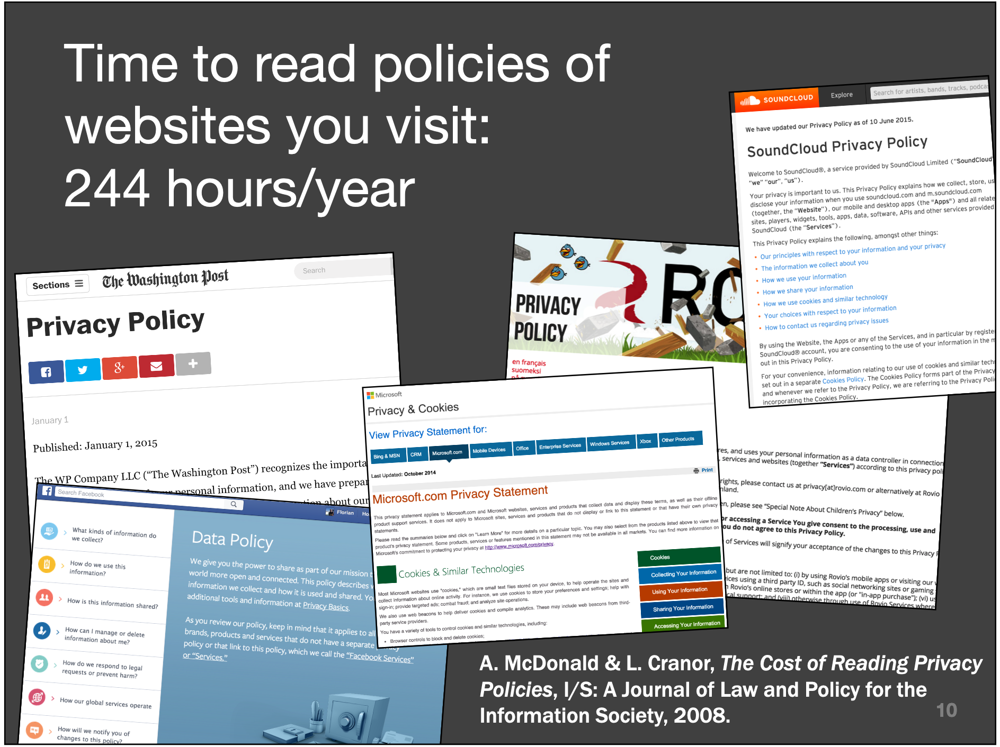 Time to read policies of
websites you visit:
244 hours/year
SOUNDCLOUD
Explore
Search for artists, bands, tracks, podca
We have updated our Privacy Policy as of 10 June 2015.
SoundCloud Privacy Policy
Welcome to SoundCloud®, a service provided by SoundCloud Limited (“SoundCloud”
“we” “our”, “us”).
Your privacy is important to us. This Privacy Policy explains how we collect, store, us
disclose your information when you use soundcloud.com and m.soundcloud.com
(together, the “Website”), our mobile and desktop apps (the "Apps") and all relate
sites, players, widgets, tools, apps, data, software, APIs and other services provided
SoundCloud (the “Services”).
This Privacy Policy explains the following, amongst other things:
• Our principles with respect to your information and your privacy
• The information we collect about you
• How we use your information
• How we share your information
• How we use cookies and similar technology
• Your choices with respect to your information
• How to contact us regarding privacy issues
By using the Website, the Apps or any of the Services, and in particular by registe
SoundCloud® account, you are consenting to the use of your information in the m
out in this Privacy Policy.
For your convenience, information relating to our use of cookies and similar tech
set out in a separate Cookies Policy. The Cookies Policy forms part of the Privacy
and whenever we refer to the Privacy Policy, we are referring to the Privacy Poli
incorporating the Cookies Policy.
Sections
The Washington Post
Search
Privacy Policy
January 1
Published: January 1, 2015
The WP Company LLC (“The Washington Post”) recognizes the importa
personal information, and we have prepar
about our
PRIVACY
POLICY
RO
en français
suomeksi
res, and uses your personal information as a data controller in connection
, services and websites (together “Services”) according to this privacy poli
rights, please contact us at privacy[at]rovio.com or alternatively at Rovio
nland.
en, please see “Special Note About Children’s Privacy” below.
or accessing a Service You give consent to the processing, use and
ou do not agree to this Privacy Policy.
of Services will signify your acceptance of the changes to this Privacy
but are not limited to: (i) by using Rovio’s mobile apps or visiting our
vices using a third party ID, such as social networking sites or gaming
n Rovio’s online stores or within the app (or "in-app purchase"); (vi) us
cal support; and (viii) otherwise through use of Rovio Services where
Microsoft
Privacy & Cookies
View Privacy Statement for:
Bing & MSN
CRM
Microsoft.com
Mobile Devices
Office
Enterprise Services
Windows Services
Xbox
Other Products
Last Updated: October 2014
Print
Microsoft.com Privacy Statement
This privacy statement applies to Microsoft.com and Microsoft websites, services and products that collect data and display these terms, as well as their offline
product support services. It does not apply to Microsoft sites, services and products that do not display or link to this statement or that have their own privacy
statements.
Please read the summaries below and click on "Learn More" for more details on a particular topic. You may also select from the products listed above to view that
product's privacy statement. Some products, services or features mentioned in this statement may not be available in all markets. You can find more information on
Microsoft's commitment to protecting your privacy at http://www.microsoft.com/privacy.
Cookies & Similar Technologies
Most Microsoft websites use "cookies," which are small text files stored on your device, to help operate the sites and
collect information about online activity. For instance, we use cookies to store your preferences and settings; help with
sign-in; provide targeted ads; combat fraud; and analyze site operations.
We also use web beacons to help deliver cookies and compile analytics. These may include web beacons from third-
party service providers.
You have a variety of tools to control cookies and similar technologies, including:
• Browser controls to block and delete cookies;
Cookies
Collecting Your Information
Using Your Information
Sharing Your Information
Accessing Your Information
Search Facebook
Florian
Ho
What kinds of information do
we collect?
How do we use this
information?
How is this information shared?
How can I manage or delete
information about me?
How do we respond to legal
requests or prevent harm?
How our global services operate
How will we notify you of
changes to this policy?
Data Policy
We give you the power to share as part of our mission t
world more open and connected. This policy describes w
information we collect and how it is used and shared. Yo
additional tools and information at Privacy Basics.
As you review our policy, keep in mind that it applies to all
brands, products and services that do not have a separate
policy or that link to this policy, which we call the “Facebook Services”
or “Services.”
A. McDonald & L. Cranor, The Cost of Reading Privacy
Policies, I/S: A Journal of Law and Policy for the
Information Society, 2008.
10